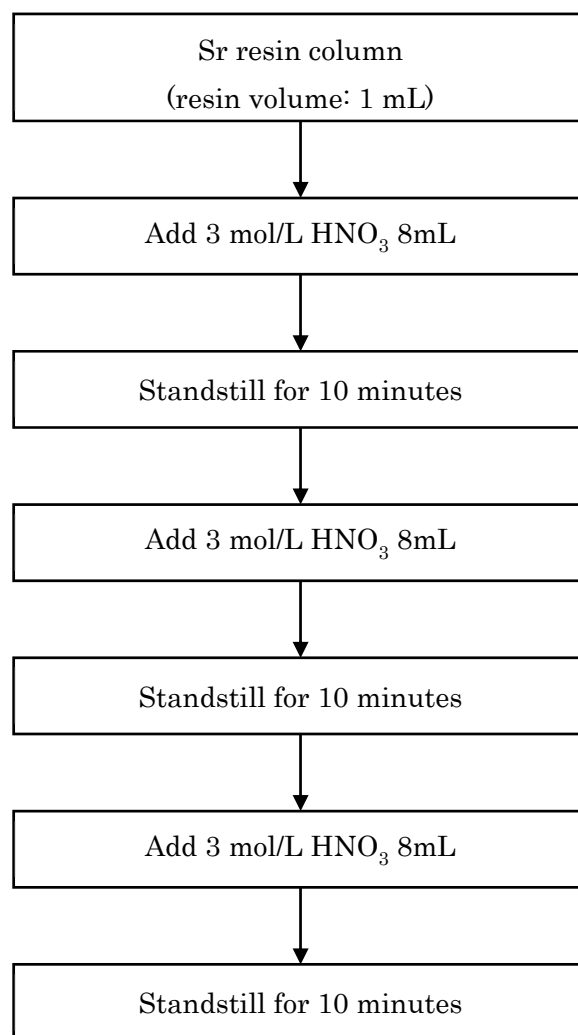 Sr resin column
(resin volume: 1 mL)
Add 3 mol/L HNO₃ 8mL
Standstill for 10 minutes
Add 3 mol/L HNO₃ 8mL
Standstill for 10 minutes
Add 3 mol/L HNO₃ 8mL
Standstill for 10 minutes